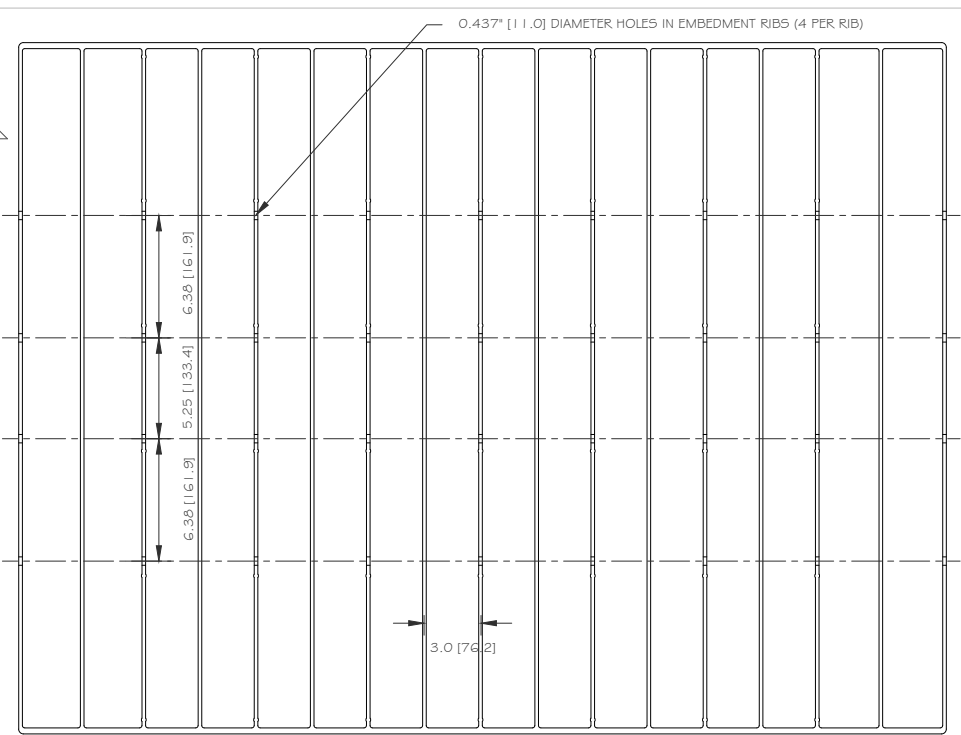 0.437" [11.0] DIAMETER HOLES IN EMBEDMENT RIBS (4 PER RIB)
6.38 [161.9]
5.25 [133.4]
6.38 [161.9]
3.0 [76.2]